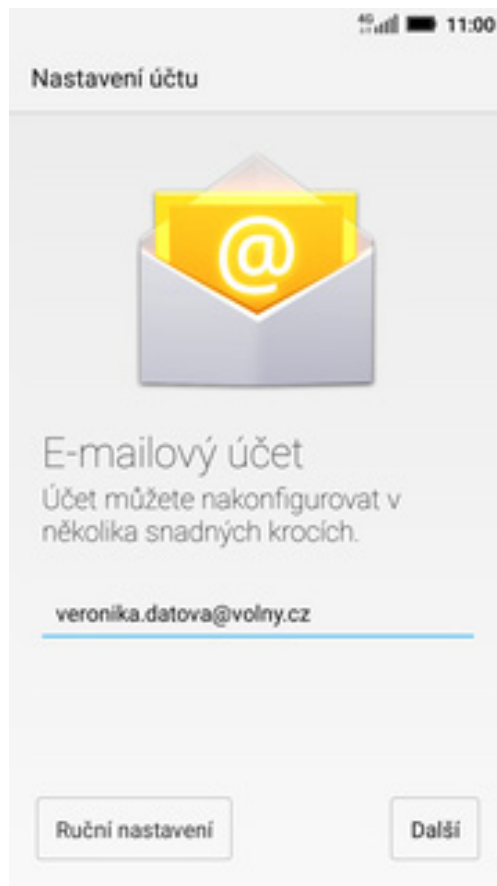 4G 11:00
Nastavení účtu
@
E-mailový účet
Účet můžete nakonfigurovat v
několika snadných krocích.
veronika.datova@volny.cz
Ruční nastavení Další